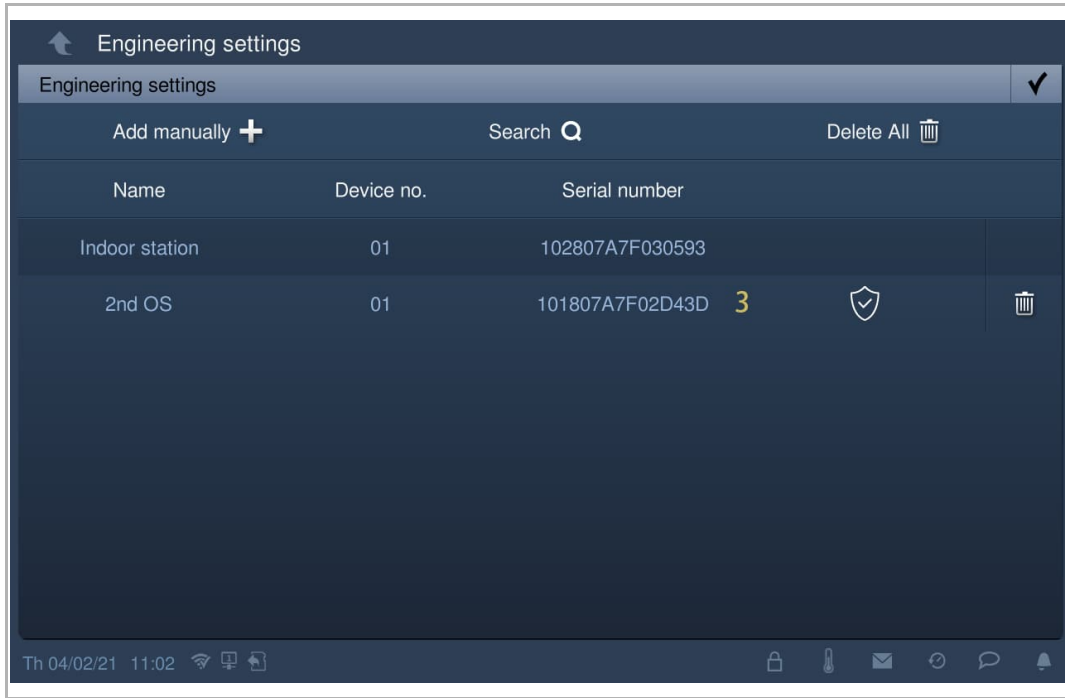 Engineering settings
Engineering settings
Add manually Search Delete All
Name Device no. Serial number
Indoor station 01 102807A7F030593
2nd OS 01 101807A7F02D43D 3
Th 04/02/21 11:02